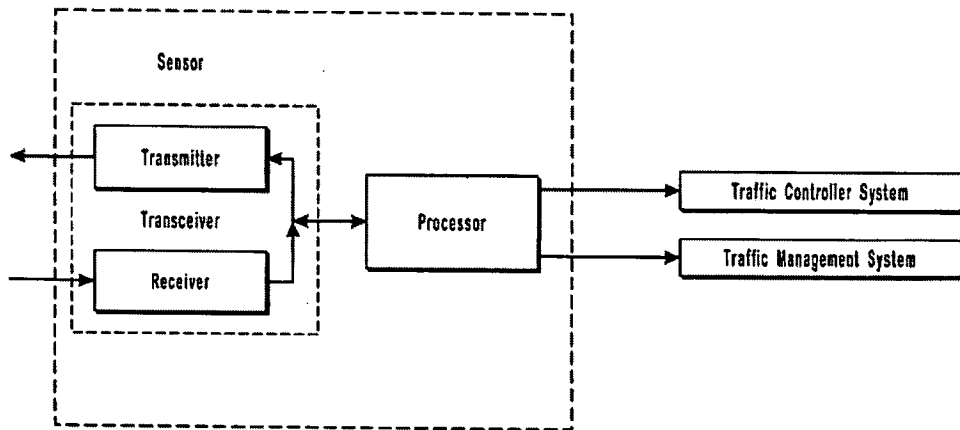 Sensor
Transmitter
Transceiver
Receiver
Processor
Traffic Controller System
Traffic Management System